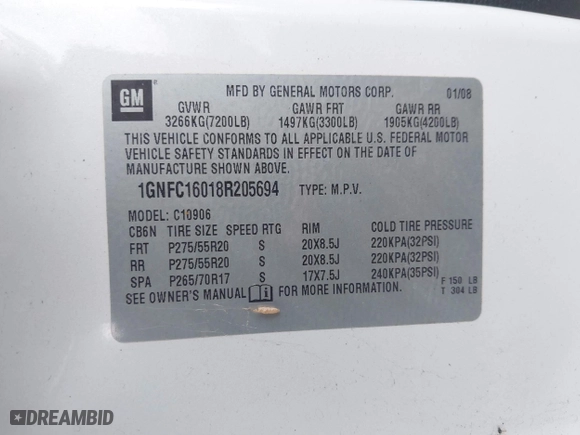 GM
MFD BY GENERAL MOTORS CORP. 01/08
GVWR GAWR FRT GAWR RR
3266KG(7200LB) 1497KG(3300LB) 1905KG(4200LB)
THIS VEHICLE CONFORMS TO ALL APPLICABLE U.S. FEDERAL MOTOR
VEHICLE SAFETY STANDARDS IN EFFECT ON THE DATE OF
MANUFACTURE SHOWN ABOVE.
1GNFC16018R205694 TYPE: M.P.V.
MODEL: C10906
CB6N TIRE SIZE SPEED RTG RIM COLD TIRE PRESSURE
FRT P275/55R20 S 20X8.5J 220KPA(32PSI)
RR P275/55R20 S 20X8.5J 220KPA(32PSI)
SPA P265/70R17 S 17X7.5J 240KPA(35PSI) F 150 LB
SEE OWNER'S MANUAL FOR MORE INFORMATION. T 304 LB
DREAMBID